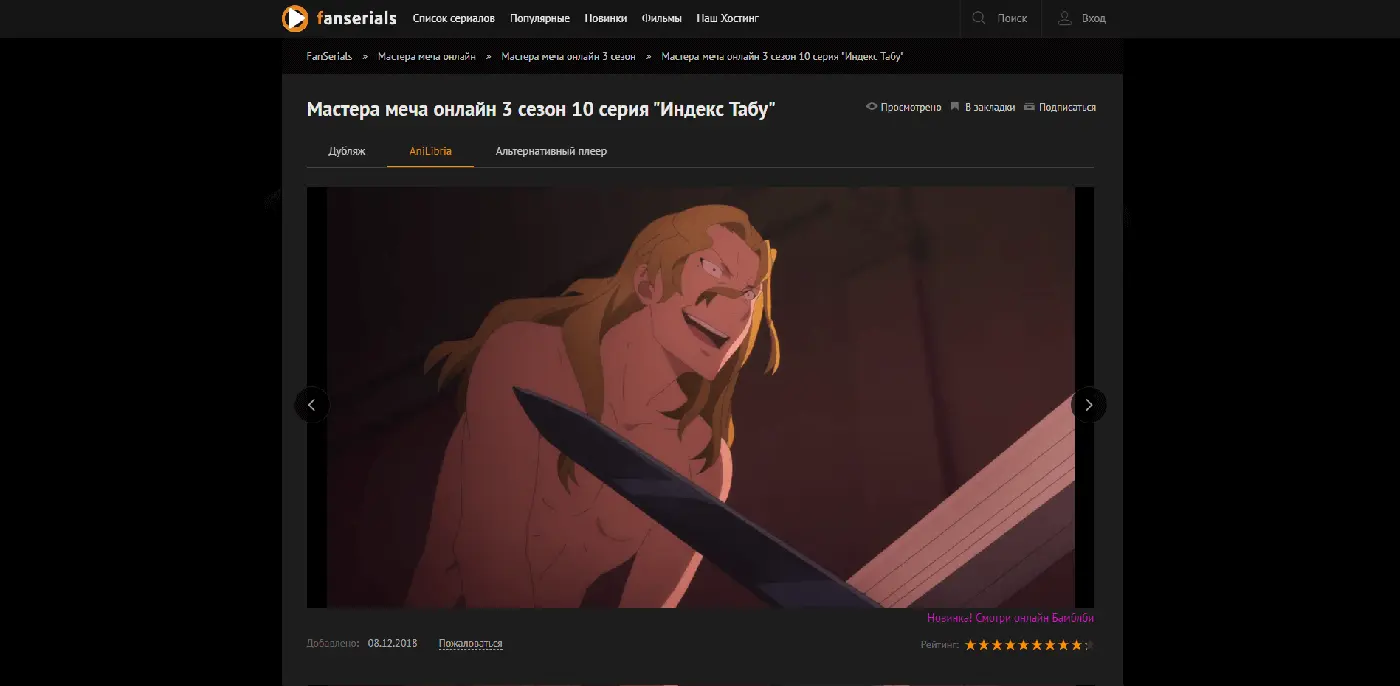 fanserials Список сериалов Популярные Новинки Фильмы Наш Хостинг Поиск Вход
FanSerials » Мастера меча онлайн » Мастера меча онлайн 3 сезон » Мастера меча онлайн 3 сезон 10 серия "Индекс Табу"
Мастера меча онлайн 3 сезон 10 серия "Индекс Табу" Просмотрено В закладки Подписаться
Дубляж AniLibria Альтернативный плеер
Новинка! Смотри онлайн Бамблби
Добавлено: 08.12.2018 Пожаловаться Рейтинг: